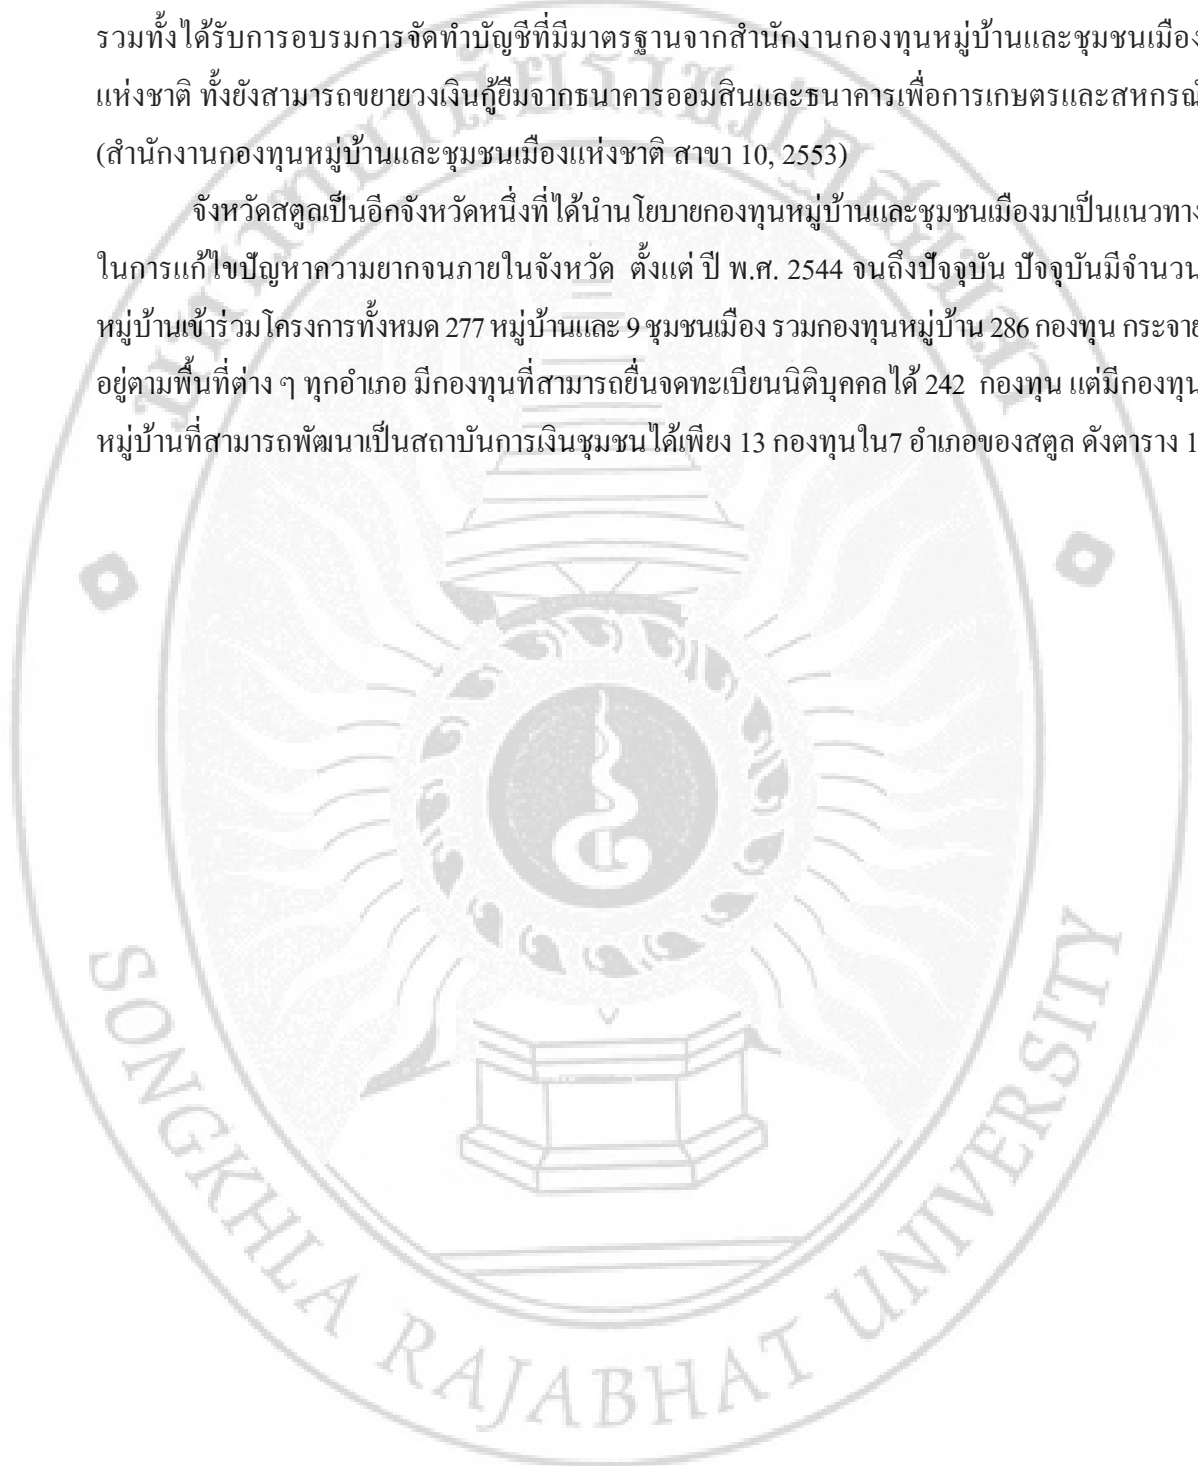 รวมทั้งได้รับการอบรมการจัดทำบัญชีที่มีมาตรฐานจากสำนักงานกองทุนหมู่บ้านและชุมชนเมือง
แห่งชาติ ทั้งยังสามารถขยายวงเงินกู้ยืมจากธนาคารออมสินและธนาคารเพื่อการเกษตรและสหกรณ์
(สำนักงานกองทุนหมู่บ้านและชุมชนเมืองแห่งชาติ สาขา 10, 2553)
จังหวัดสตูลเป็นอีกจังหวัดหนึ่งที่ได้นำนโยบายกองทุนหมู่บ้านและชุมชนเมืองมาเป็นแนวทาง
ในการแก้ไขปัญหาความยากจนภายในจังหวัด ตั้งแต่ ปี พ.ศ. 2544 จนถึงปัจจุบัน ปัจจุบันมีจำนวน
หมู่บ้านเข้าร่วมโครงการทั้งหมด 277 หมู่บ้านและ 9 ชุมชนเมือง รวมกองทุนหมู่บ้าน 286 กองทุน กระจาย
อยู่ตามพื้นที่ต่าง ๆ ทุกอำเภอ มีกองทุนที่สามารถยื่นจดทะเบียนนิติบุคคลได้ 242 กองทุน แต่มีกองทุน
หมู่บ้านที่สามารถพัฒนาเป็นสถาบันการเงินชุมชนได้เพียง 13 กองทุนใน7 อำเภอของสตูล ดังตาราง 1
มหาวิทยาลัยราชภัฏสงขลา
SONGKHLA RAJABHAT UNIVERSITY